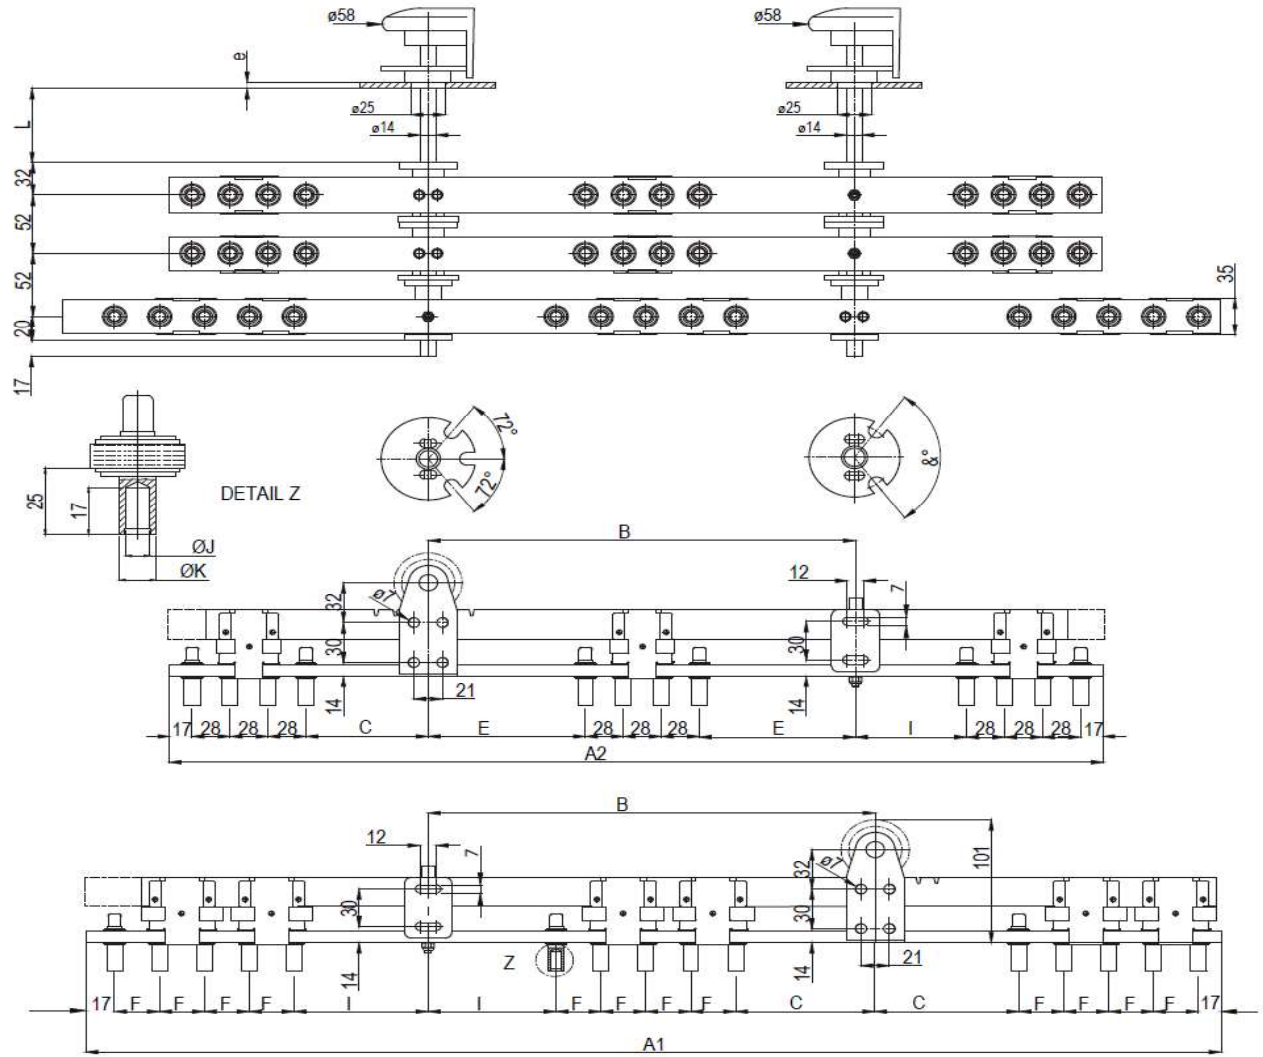 ø58
ø58
e
L
ø25
ø25
ø14
ø14
32
52
52
20
17
35
72°
72°
&°
25
17
DETAIL Z
ØJ
ØK
B
12
7
ø7
32
30
30
14
21
14
17 28 28 28 C E 28 28 28 E I 28 28 28 17
A2
B
12
7
ø7
32
101
30
30
Z
14
21
14
17 F F F F I I F F F F C C F F F F 17
A1